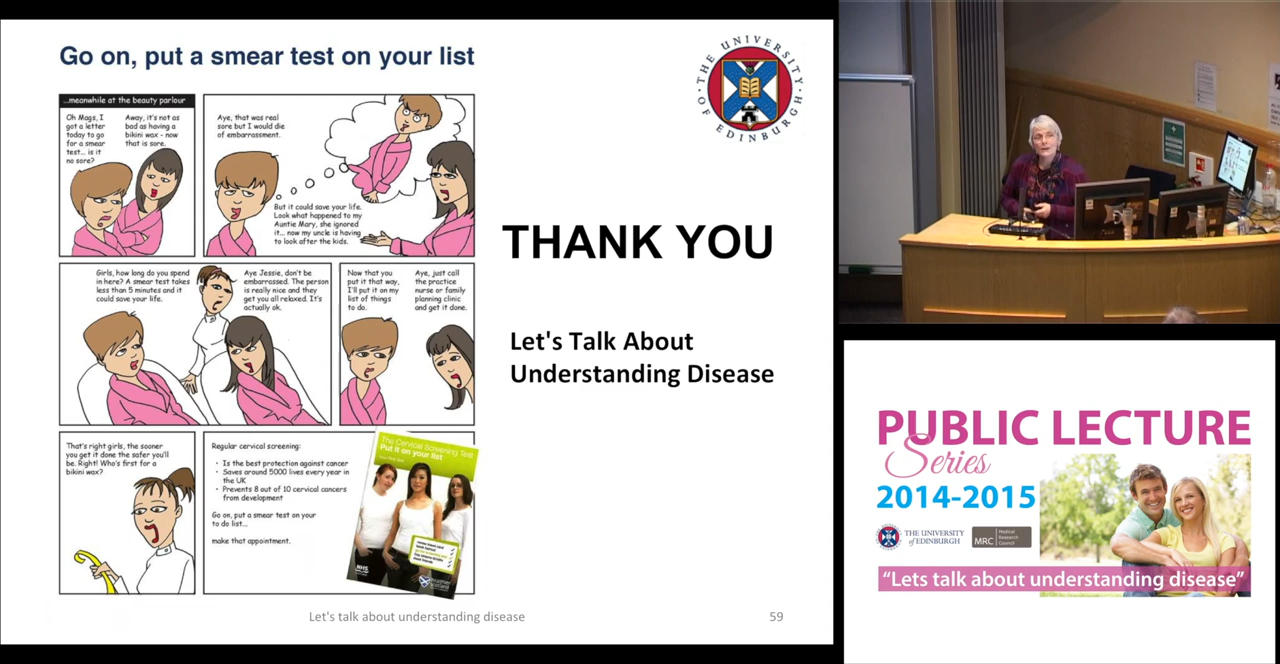 Go on, put a smear test on your list
THE UNIVERSITY OF EDINBURGH
...meanwhile at the beauty parlour
Oh Mags, I
got a letter
today to go
for a smear
test... is it
no sore?
Away, it's not as
bad as having a
bikini wax - now
that is sore.
Aye, that was real
sore but I would die
of embarrassment.
But it could save your life.
Look what happened to my
Auntie Mary, she ignored
it... now my uncle is having
to look after the kids.
Girls, how long do you spend
in here? A smear test takes
less than 5 minutes and it
could save your life.
Aye Jessie, don't be
embarrassed. The person
is really nice and they
get you all relaxed. It's
actually ok.
Now that you
put it that way,
I'll put it on my
list of things
to do.
Aye, just call
the practice
nurse or family
planning clinic
and get it done.
That's right girls, the sooner
you get it done the safer you'll
be. Right! Who's first for a
bikini wax?
Regular cervical screening:
• Is the best protection against cancer
• Saves around 5000 lives every year in
the UK
• Prevents 8 out of 10 cervical cancers
from development
Go on, put a smear test on your
to do list...
make that appointment.
The Cervical Screening Test
Put it on your list
NHS
THANK YOU
Let's Talk About
Understanding Disease
Let's talk about understanding disease
59
PUBLIC LECTURE
Series
2014-2015
THE UNIVERSITY
of EDINBURGH
MRC
Medical
Research
Council
"Lets talk about understanding disease"